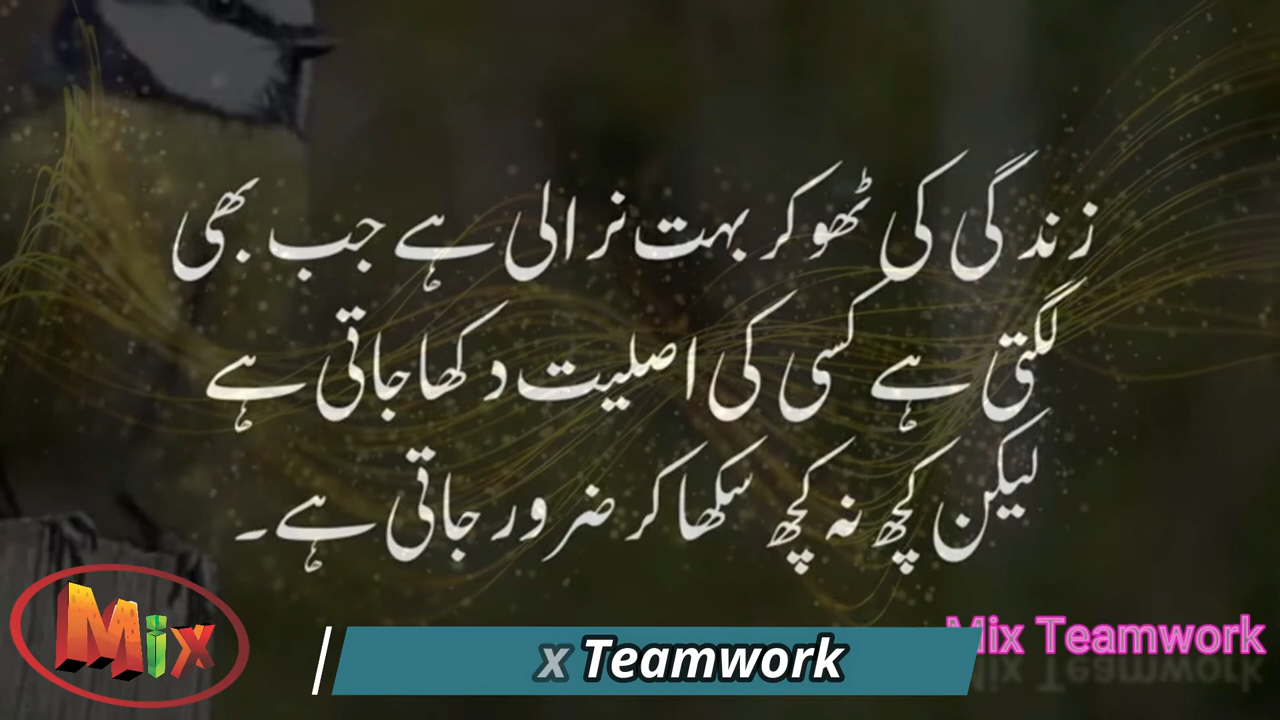 زندگی کی ٹھوکر بہت نرالی ہے جب بھی
لگتی ہے کسی کی اصلیت دکھا جاتی ہے
لیکن کچھ نہ کچھ سکھا کر ضرور جاتی ہے۔
Mix
x Teamwork
Mix Teamwork